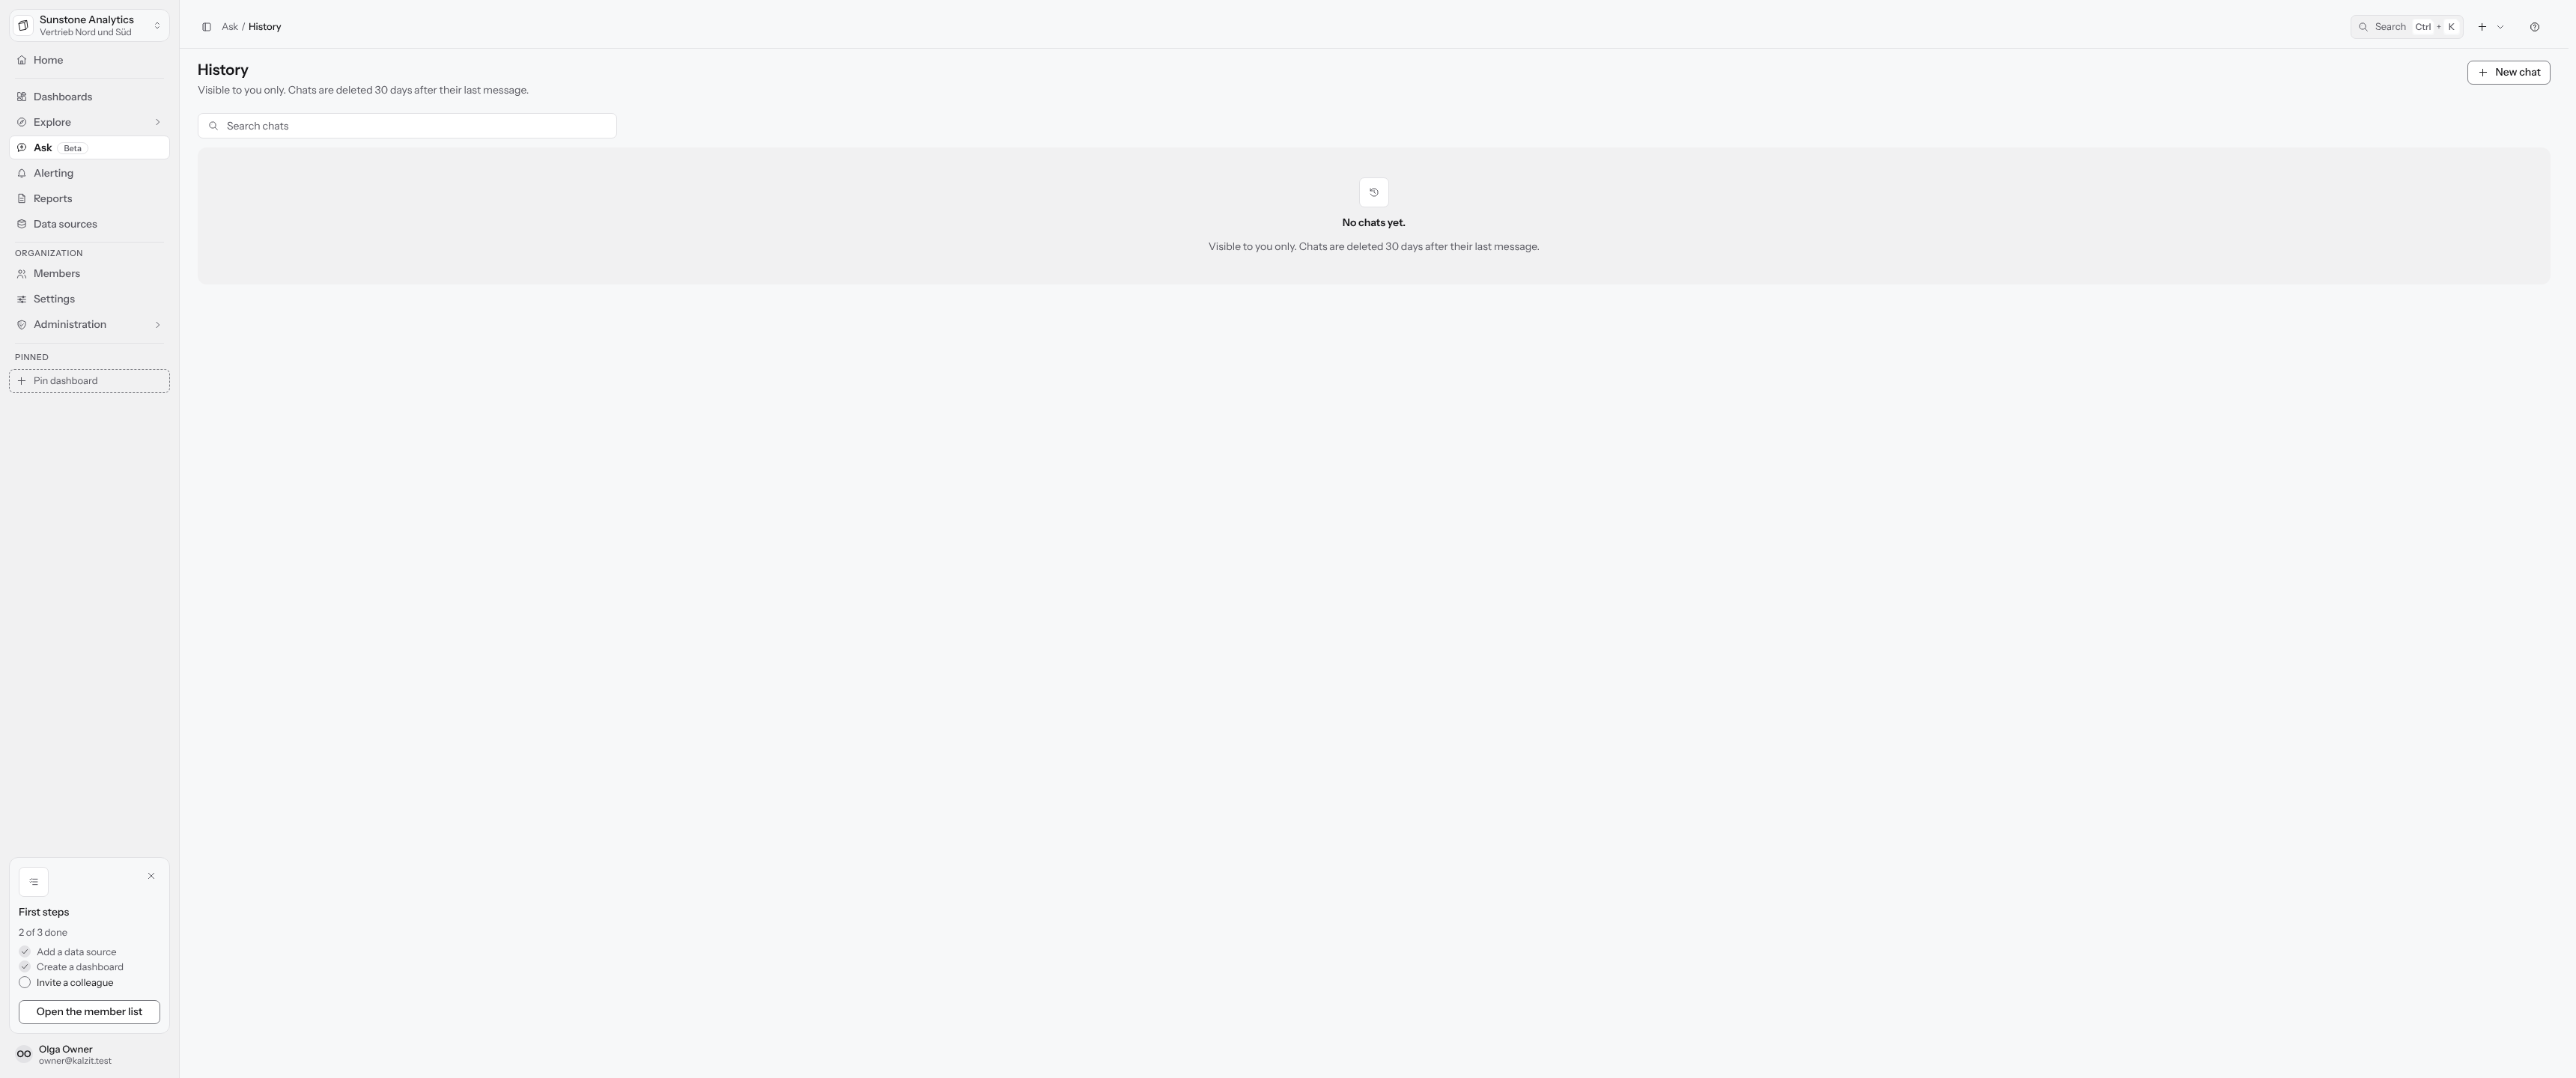 Sunstone Analytics
Vertrieb Nord und Süd
Home
Dashboards
Explore
Ask Beta
Alerting
Reports
Data sources
ORGANIZATION
Members
Settings
Administration
PINNED
Pin dashboard
First steps
2 of 3 done
Add a data source
Create a dashboard
Invite a colleague
Open the member list
OO
Olga Owner
owner@kalzit.test
Ask / History
Search Ctrl + K
History
Visible to you only. Chats are deleted 30 days after their last message.
New chat
Search chats
No chats yet.
Visible to you only. Chats are deleted 30 days after their last message.